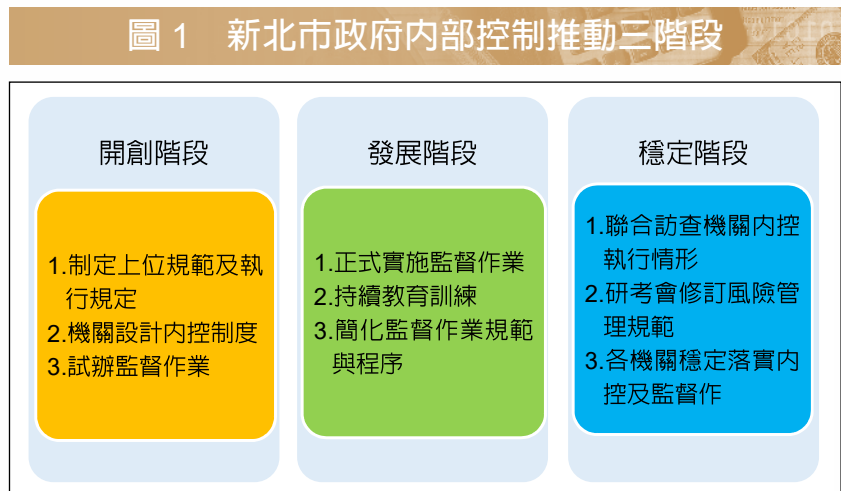 圖 1 新北市政府內部控制推動三階段
開創階段
1.制定上位規範及執
行規定
2.機關設計內控制度
3.試辦監督作業
發展階段
1.正式實施監督作業
2.持續教育訓練
3.簡化監督作業規範
與程序
穩定階段
1.聯合訪查機關內控
執行情形
2.研考會修訂風險管
理規範
3.各機關穩定落實內
控及監督作